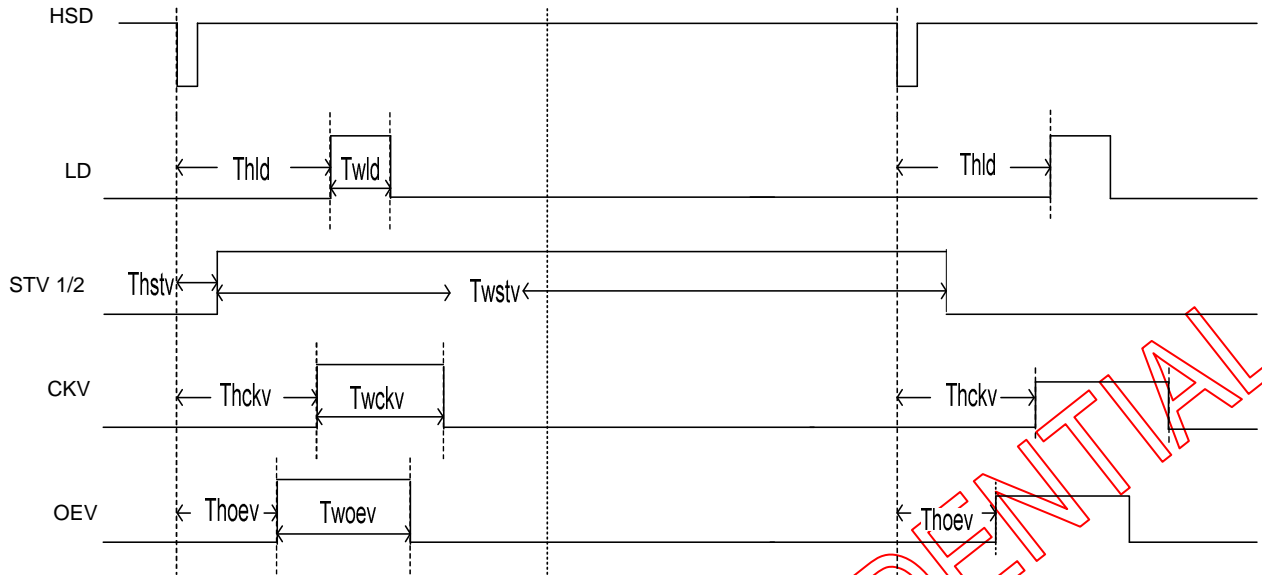 HSD
LD
Thld
Twld
Thld
STV 1/2
Thstv
Twstv
CKV
Thckv
Twckv
Thckv
OEV
Thoev
Twoev
Thoev
DENTIAL